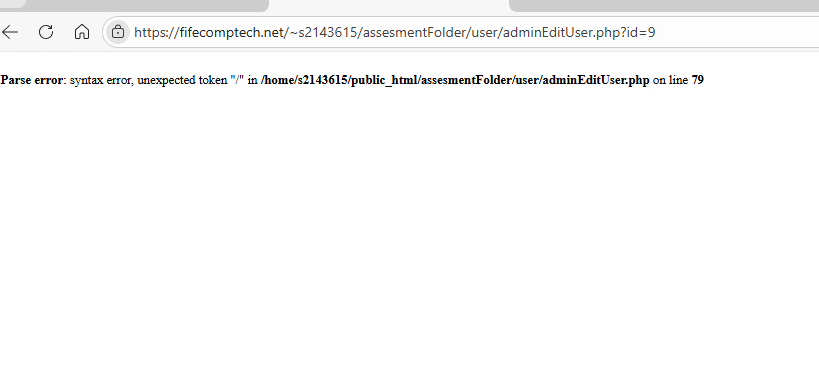 https://fifecomptech.net/~s2143615/assesmentFolder/user/adminEditUser.php?id=9
Parse error: syntax error, unexpected token "/" in /home/s2143615/public_html/assesmentFolder/user/adminEditUser.php on line 79